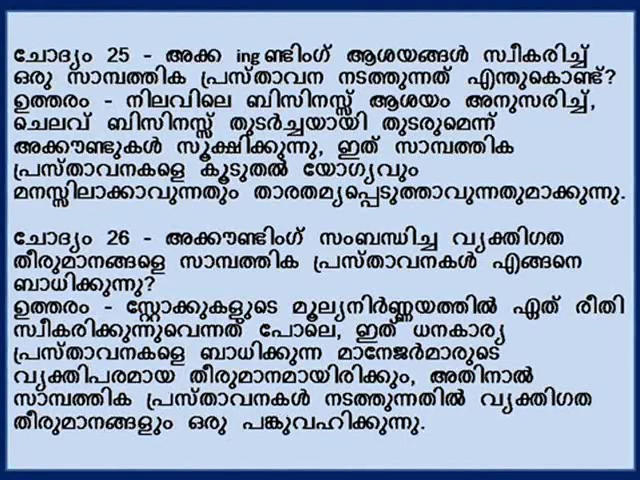 ചോദ്യം 25 - അക്ക ing ണ്ടിംഗ് ആശയങ്ങൾ സ്വീകരിച്ച്
ഒരു സാമ്പത്തിക പ്രസ്താവന നടത്തുന്നത് എന്തുകൊണ്ട്?
ഉത്തരം - നിലവിലെ ബിസിനസ്സ് ആശയം അനുസരിച്ച്,
ചെലവ് ബിസിനസ്സ് തുടർച്ചയായി തുടരുമെന്ന്
അക്കൗണ്ടുകൾ സൂക്ഷിക്കുന്നു, ഇത് സാമ്പത്തിക
പ്രസ്താവനകളെ കൂടുതൽ യോഗ്യവും
മനസ്സിലാക്കാവുന്നതും താരതമ്യപ്പെടുത്താവുന്നതുമാക്കുന്നു.
ചോദ്യം 26 - അക്കൗണ്ടിംഗ് സംബന്ധിച്ച വ്യക്തിഗത
തീരുമാനങ്ങളെ സാമ്പത്തിക പ്രസ്താവനകൾ എങ്ങനെ
ബാധിക്കുന്നു?
ഉത്തരം - സ്റ്റോക്കുകളുടെ മൂല്യനിർണ്ണയത്തിൽ ഏത് രീതി
സ്വീകരിക്കുന്നുവെന്നത് പോലെ, ഇത് ധനകാര്യ
പ്രസ്താവനകളെ ബാധിക്കുന്ന മാനേജർമാരുടെ
വ്യക്തിപരമായ തീരുമാനമായിരിക്കും, അതിനാൽ
സാമ്പത്തിക പ്രസ്താവനകൾ നടത്തുന്നതിൽ വ്യക്തിഗത
തീരുമാനങ്ങളും ഒരു പങ്കുവഹിക്കുന്നു.